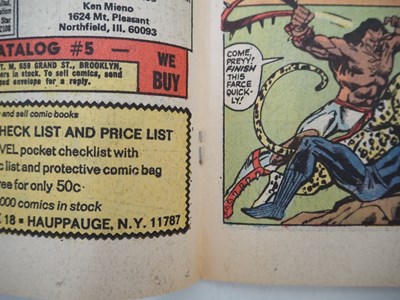 Ken Mieno
1624 Mt. Pleasant
Northfield, Ill. 60093
ATALOG #5 —
WE
BUY
T. M, 659 GRAND ST., BROOKLYN,
ers in stock. To sell comics, send
ped envelope for a reply.
y and sell comic books
HECK LIST AND PRICE LIST
VEL pocket checklist with
c list and protective comic bag
ree for only 50c.
000 comics in stock
18 • HAUPPAUGE, N.Y. 11787
COME,
PREYY!
FINISH
THIS
FARCE
QUICK-
LY!